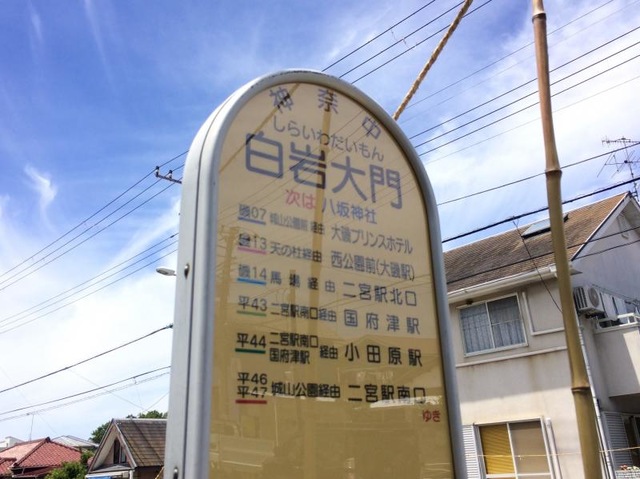 神奈中
しらいわだいもん
白岩大門
次は 八坂神社
磯07 城山公園前 経由 大磯プリンスホテル
磯13 天の杜経由 西公園前(大磯駅)
磯14 馬場経由 二宮駅北口
平43 二宮駅南口経由 国府津駅
平44 二宮駅南口 国府津駅 経由 小田原駅
平46 平47 城山公園経由 二宮駅南口
ゆき